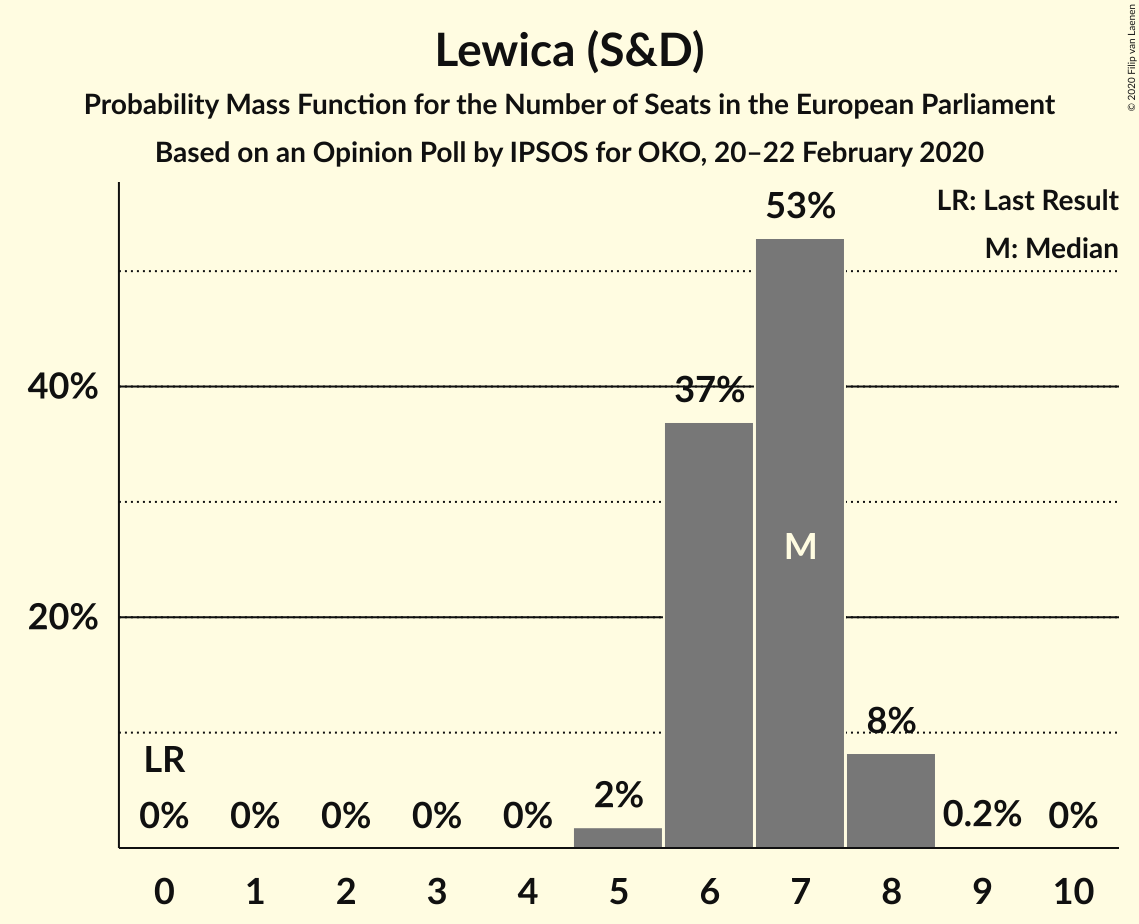 Lewica (S&D)
Probability Mass Function for the Number of Seats in the European Parliament
Based on an Opinion Poll by IPSOS for OKO, 20–22 February 2020
© 2020 Filip van Laenen
LR: Last Result
M: Median
53%
40%
37%
M
20%
8%
LR
2%
0% 0% 0% 0% 0% 0.2% 0%
0 1 2 3 4 5 6 7 8 9 10